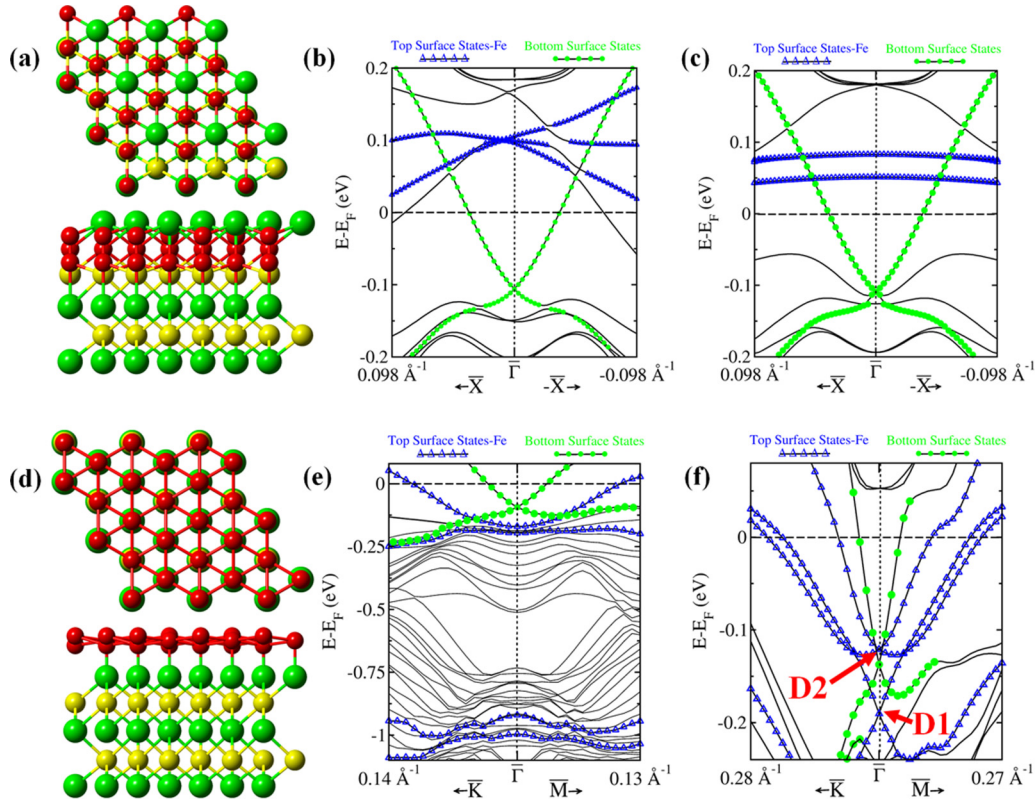 (a)
(b)
Top Surface States-Fe
Bottom Surface States
0.2
0.1
0
-0.1
-0.2
E-E_F (eV)
0.098 Å⁻¹
Γ̅
-0.098 Å⁻¹
←X̅
-X̅→
(c)
Top Surface States-Fe
Bottom Surface States
0.2
0.1
0
-0.1
-0.2
E-E_F (eV)
0.098 Å⁻¹
Γ̅
-0.098 Å⁻¹
←X̅
-X̅→
(d)
(e)
Top Surface States-Fe
Bottom Surface States
0
-0.25
-0.5
-0.75
-1
E-E_F (eV)
0.14 Å⁻¹
Γ̅
0.13 Å⁻¹
←K̅
M̅→
(f)
Top Surface States-Fe
Bottom Surface States
0
-0.1
-0.2
E-E_F (eV)
D2
D1
0.28 Å⁻¹
Γ̅
0.27 Å⁻¹
←K̅
M̅→